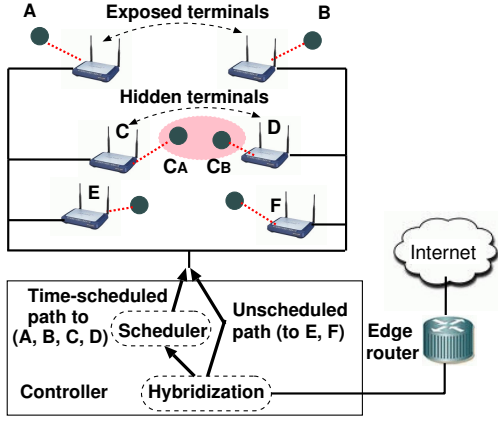 A
Exposed terminals
B
Hidden terminals
C
D
CA
CB
E
F
Internet
Time-scheduled
path to
(A, B, C, D)
Scheduler
Unscheduled
path (to E, F)
Edge
router
Controller
Hybridization